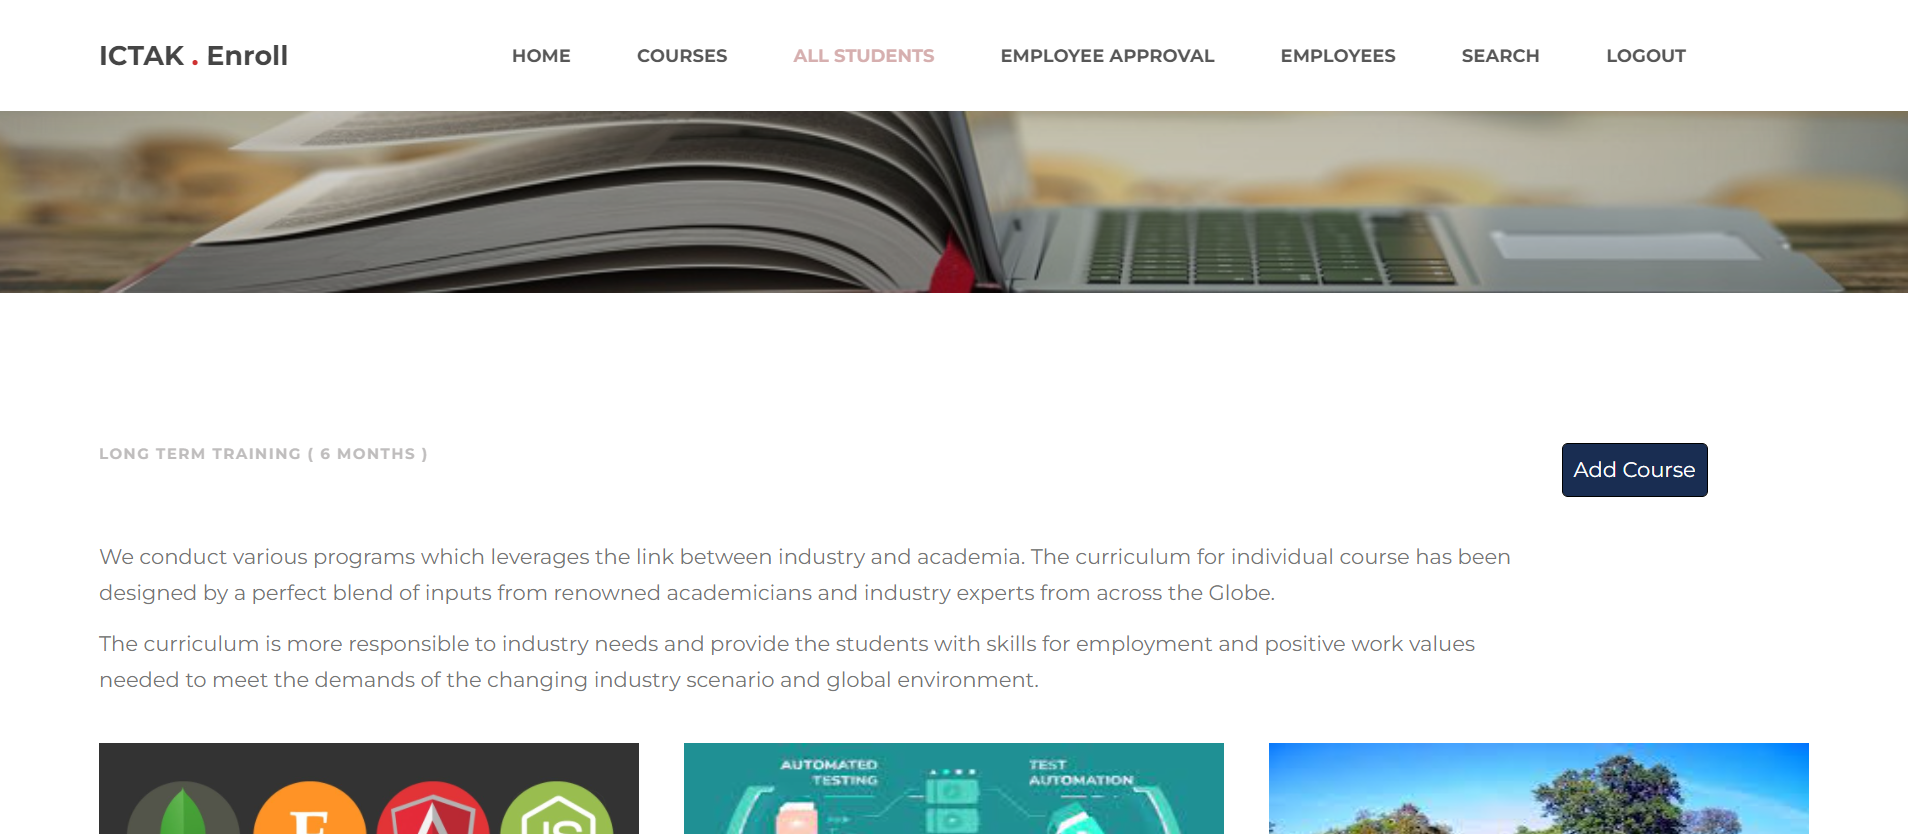 ICTAK . Enroll
HOME COURSES ALL STUDENTS EMPLOYEE APPROVAL EMPLOYEES SEARCH LOGOUT
LONG TERM TRAINING ( 6 MONTHS )
Add Course
We conduct various programs which leverages the link between industry and academia. The curriculum for individual course has been
designed by a perfect blend of inputs from renowned academicians and industry experts from across the Globe.
The curriculum is more responsible to industry needs and provide the students with skills for employment and positive work values
needed to meet the demands of the changing industry scenario and global environment.
E
JS
AUTOMATED
TESTING
TEST
AUTOMATION